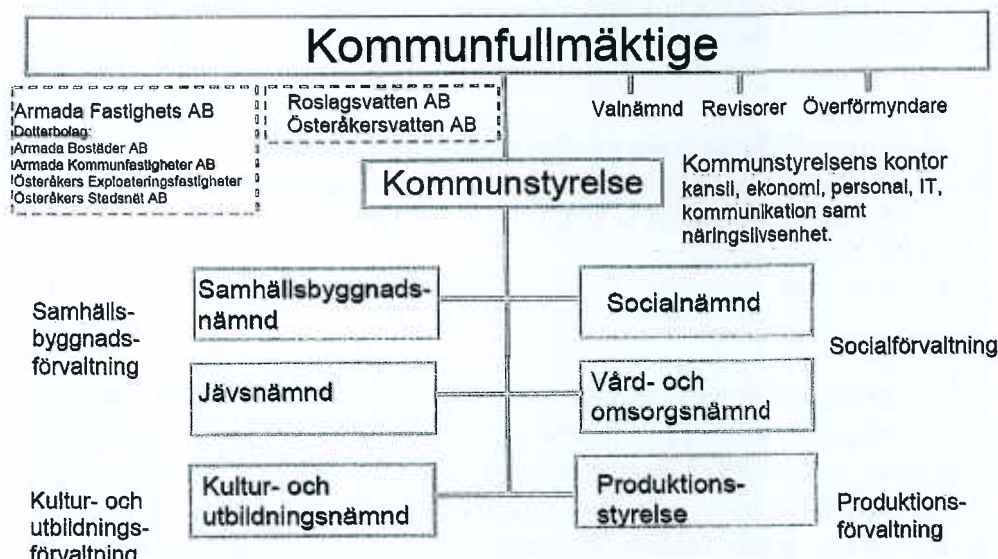 Kommunfullmäktige
Armada Fastighets AB
Dotterbolag:
Armada Bostäder AB
Armada Kommunfastigheter AB
Österåkers Exploateringsfastigheter
Österåkers Stadsnät AB
Roslagsvatten AB
Österåkersvatten AB
Valnämnd
Revisorer
Överförmyndare
Kommunstyrelse
Kommunstyrelsens kontor
kansli, ekonomi, personal, IT,
kommunikation samt
näringslivsenhet.
Samhälls-
byggnads-
förvaltning
Samhällsbyggnads-
nämnd
Socialnämnd
Socialförvaltning
Jävsnämnd
Vård- och
omsorgsnämnd
Kultur- och
utbildnings-
förvaltning
Kultur- och
utbildningsnämnd
Produktions-
styrelse
Produktions-
förvaltning